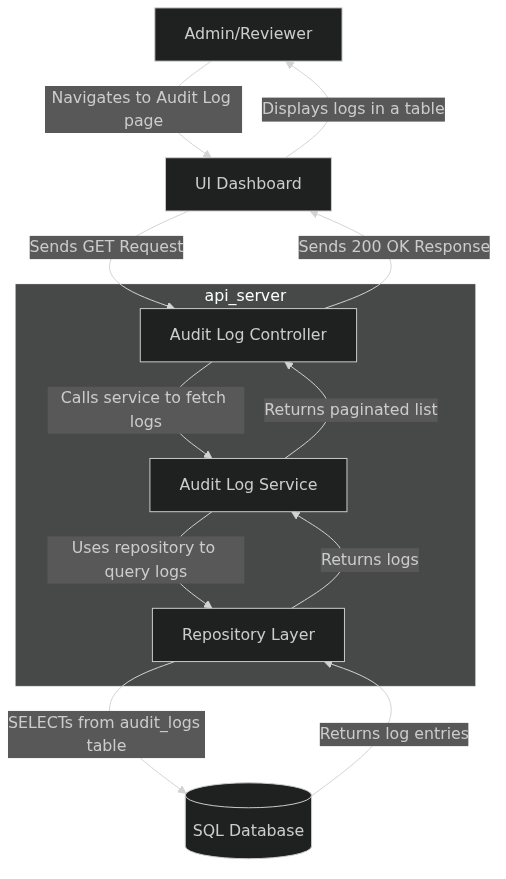 Admin/Reviewer
Navigates to Audit Log
page
Displays logs in a table
UI Dashboard
Sends GET Request
Sends 200 OK Response
api_server
Audit Log Controller
Calls service to fetch
logs
Returns paginated list
Audit Log Service
Uses repository to
query logs
Returns logs
Repository Layer
SELECTs from audit_logs
table
Returns log entries
SQL Database